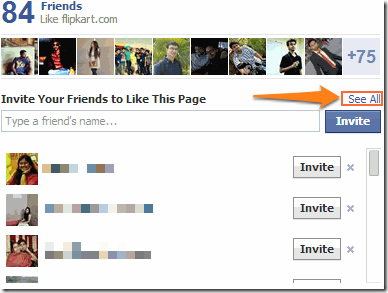 84 Friends
Like flipkart.com
+75
Invite Your Friends to Like This Page
See All
Type a friend's name...
Invite
Invite ×
Invite ×
Invite ×